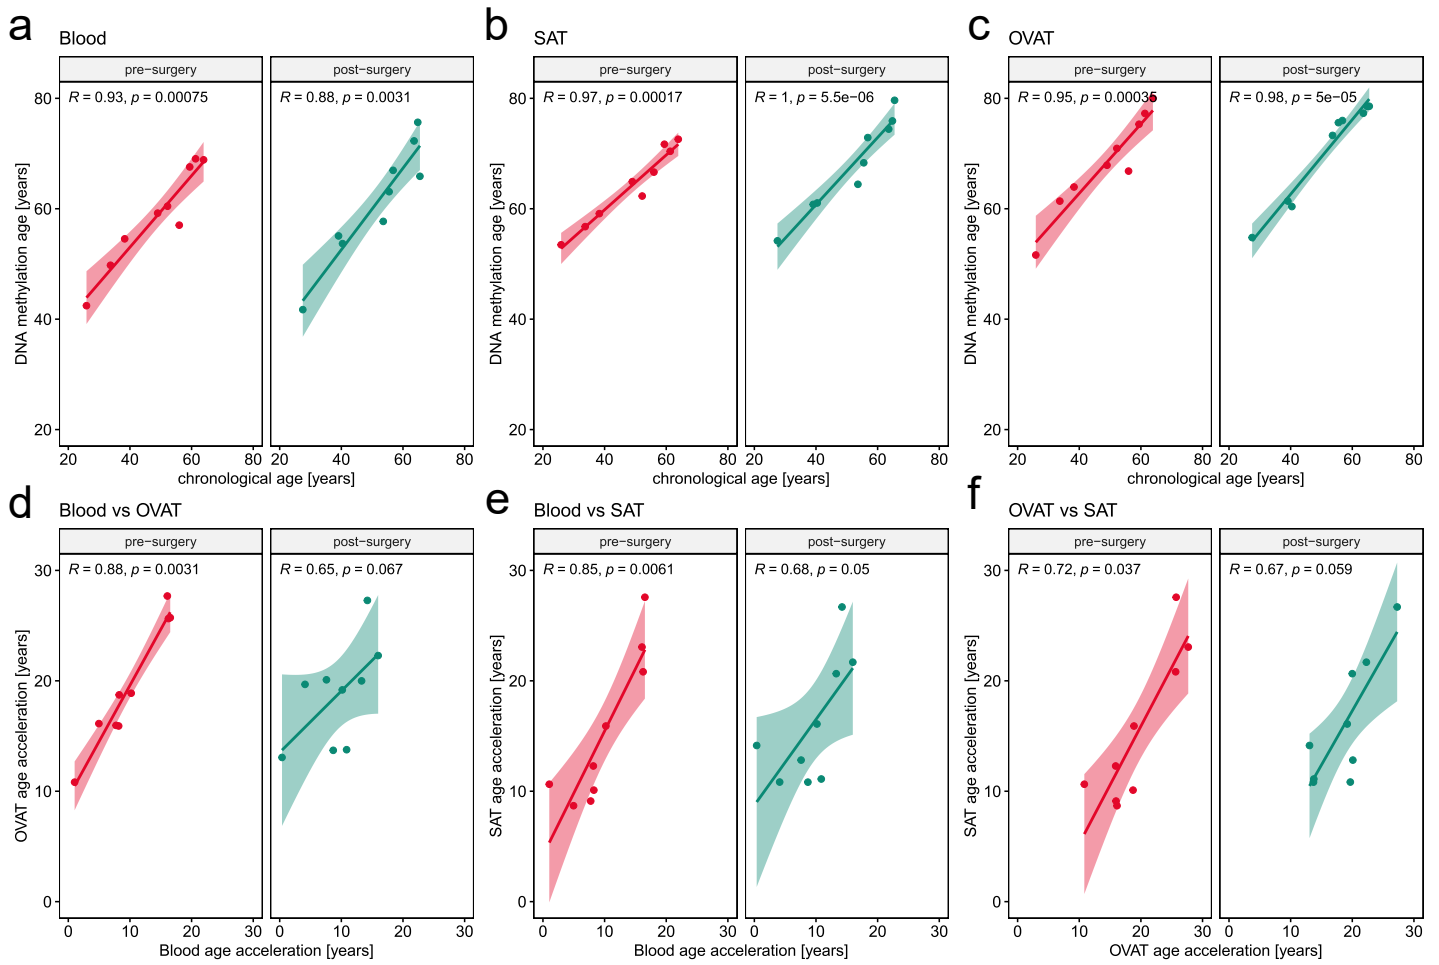 a
Blood
pre−surgery
post−surgery
R = 0.93, p = 0.00075
R = 0.88, p = 0.0031
DNA methylation age [years]
80
60
40
20
20 40 60 80
20 40 60 80
chronological age [years]
b
SAT
pre−surgery
post−surgery
R = 0.97, p = 0.00017
R = 1, p = 5.5e−06
DNA methylation age [years]
80
60
40
20
20 40 60 80
20 40 60 80
chronological age [years]
c
OVAT
pre−surgery
post−surgery
R = 0.95, p = 0.00035
R = 0.98, p = 5e−05
DNA methylation age [years]
80
60
40
20
20 40 60 80
20 40 60 80
chronological age [years]
d
Blood vs OVAT
pre−surgery
post−surgery
R = 0.88, p = 0.0031
R = 0.65, p = 0.067
OVAT age acceleration [years]
30
20
10
0
0 10 20 30
0 10 20 30
Blood age acceleration [years]
e
Blood vs SAT
pre−surgery
post−surgery
R = 0.85, p = 0.0061
R = 0.68, p = 0.05
SAT age acceleration [years]
30
20
10
0
0 10 20 30
0 10 20 30
Blood age acceleration [years]
f
OVAT vs SAT
pre−surgery
post−surgery
R = 0.72, p = 0.037
R = 0.67, p = 0.059
SAT age acceleration [years]
30
20
10
0
0 10 20 30
0 10 20 30
OVAT age acceleration [years]